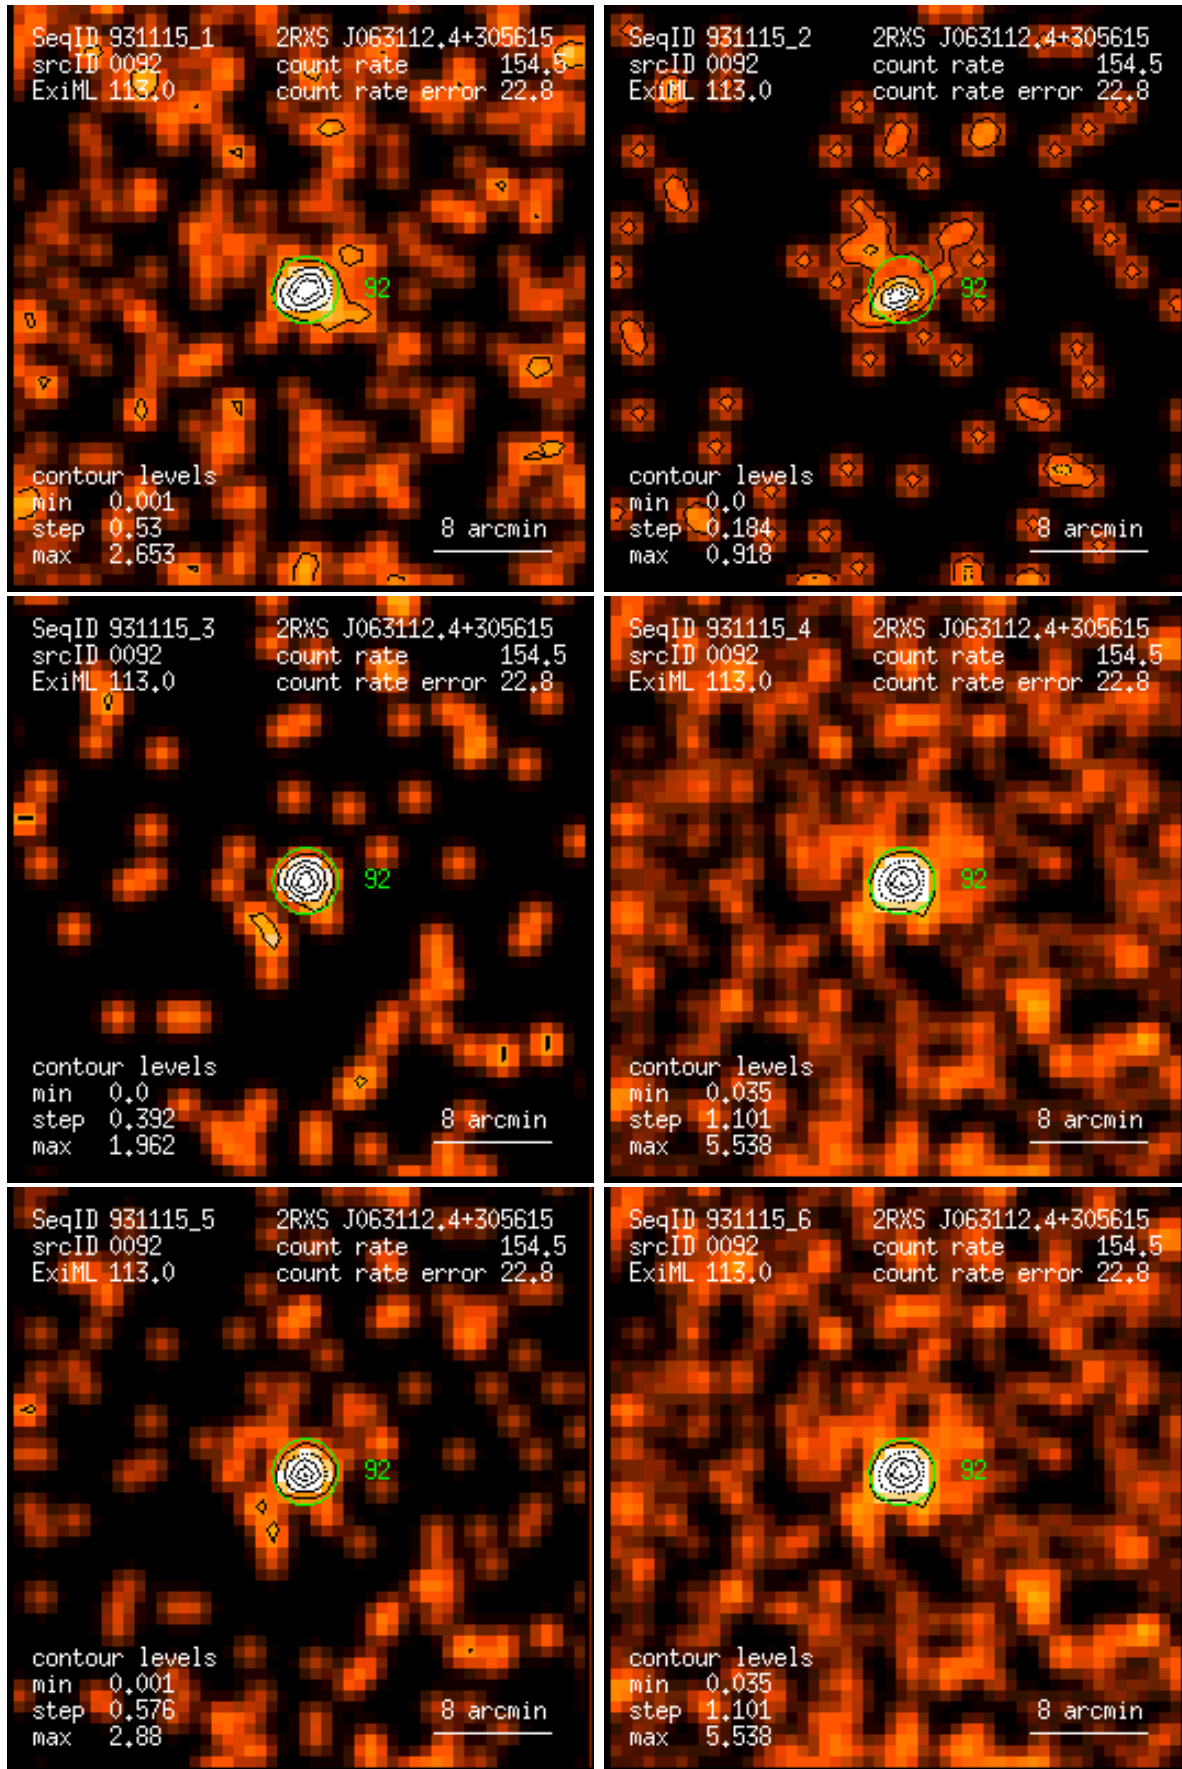 SeqID 931115_1 2RXS J063112.4+305615
srcID 0092 count rate 154.5
ExiML 113.0 count rate error 22.8
92
contour levels
min 0.001
step 0.53 8 arcmin
max 2.653
SeqID 931115_2 2RXS J063112.4+305615
srcID 0092 count rate 154.5
ExiML 113.0 count rate error 22.8
92
contour levels
min 0.0
step 0.184 8 arcmin
max 0.918
SeqID 931115_3 2RXS J063112.4+305615
srcID 0092 count rate 154.5
ExiML 113.0 count rate error 22.8
92
contour levels
min 0.0
step 0.392 8 arcmin
max 1.962
SeqID 931115_4 2RXS J063112.4+305615
srcID 0092 count rate 154.5
ExiML 113.0 count rate error 22.8
92
contour levels
min 0.035
step 1.101 8 arcmin
max 5.538
SeqID 931115_5 2RXS J063112.4+305615
srcID 0092 count rate 154.5
ExiML 113.0 count rate error 22.8
92
contour levels
min 0.001
step 0.576 8 arcmin
max 2.88
SeqID 931115_6 2RXS J063112.4+305615
srcID 0092 count rate 154.5
ExiML 113.0 count rate error 22.8
92
contour levels
min 0.035
step 1.101 8 arcmin
max 5.538